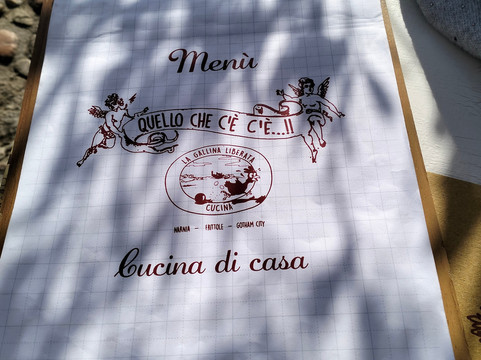 Menù
QUELLO CHE C'È C'È...!!
LA GALLINA LIBERATA
CUCINA
NARNIA - FRITTOLE - GOTHAM CITY
Cucina di casa